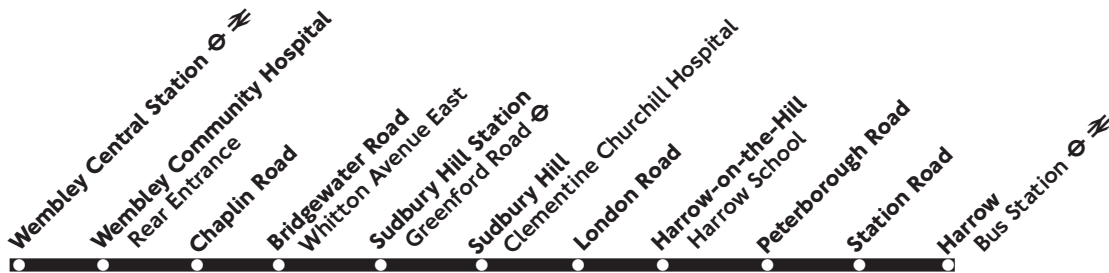 Wembley Central Station
Wembley Community Hospital
Rear Entrance
Chaplin Road
Bridgewater Road
Whitton Avenue East
Sudbury Hill Station
Greenford Road
Sudbury Hill
Clementine Churchill Hospital
London Road
Harrow-on-the-Hill
Harrow School
Peterborough Road
Station Road
Harrow
Bus Station